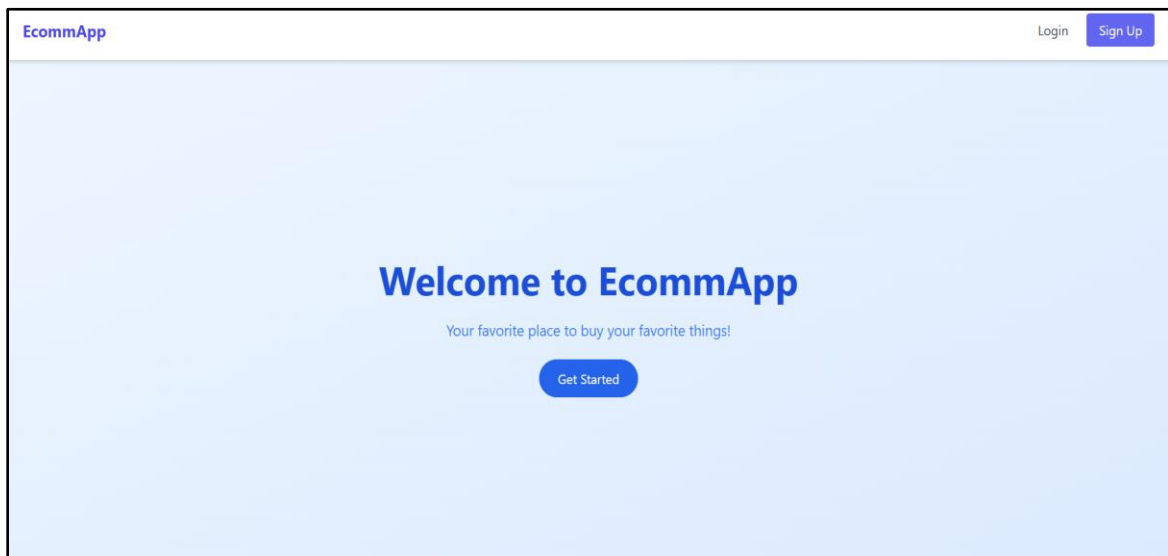 EcommApp
Login
Sign Up
Welcome to EcommApp
Your favorite place to buy your favorite things!
Get Started